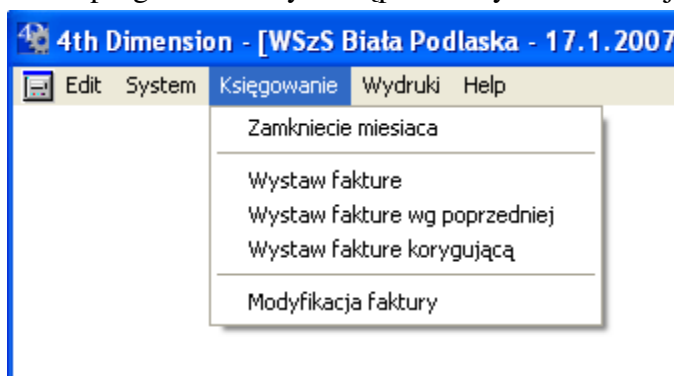 4th Dimension - [WSzS Biała Podlaska - 17.1.2007
Edit System Księgowanie Wydruki Help
Zamkniecie miesiaca
Wystaw fakture
Wystaw fakture wg poprzedniej
Wystaw fakture korygującą
Modyfikacja faktury